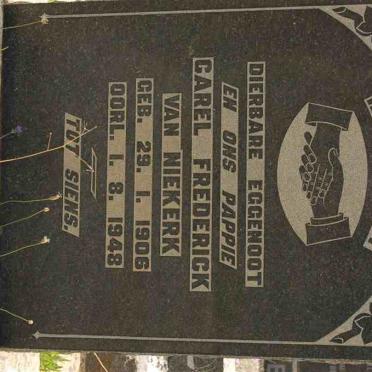 DIERBARE EGGENOOT
EN ONS PAPPIE
CAREL FREDERICK
VAN NIEKERK
GEB. 29. 1. 1906
OORL. 1. 8. 1948
TOT SIENS.